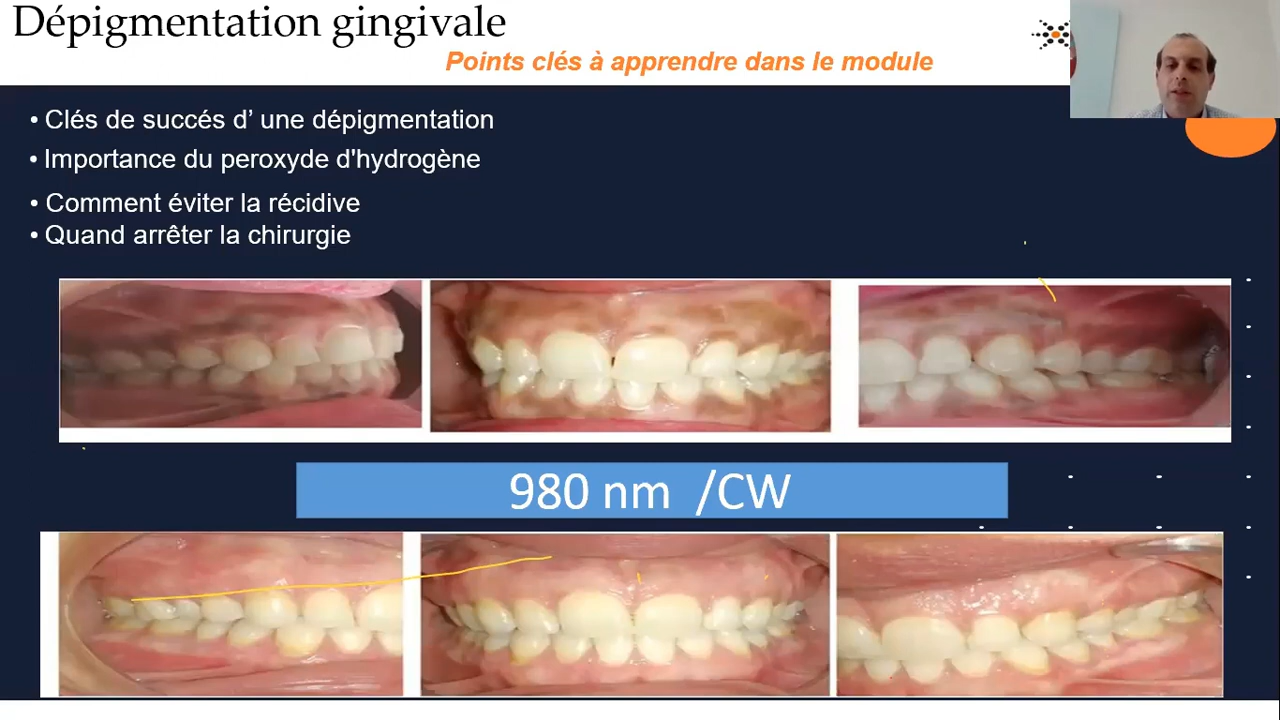 Dépigmentation gingivale
Points clés à apprendre dans le module
• Clés de succés d’ une dépigmentation
• Importance du peroxyde d'hydrogène
• Comment éviter la récidive
• Quand arrêter la chirurgie
980 nm /CW